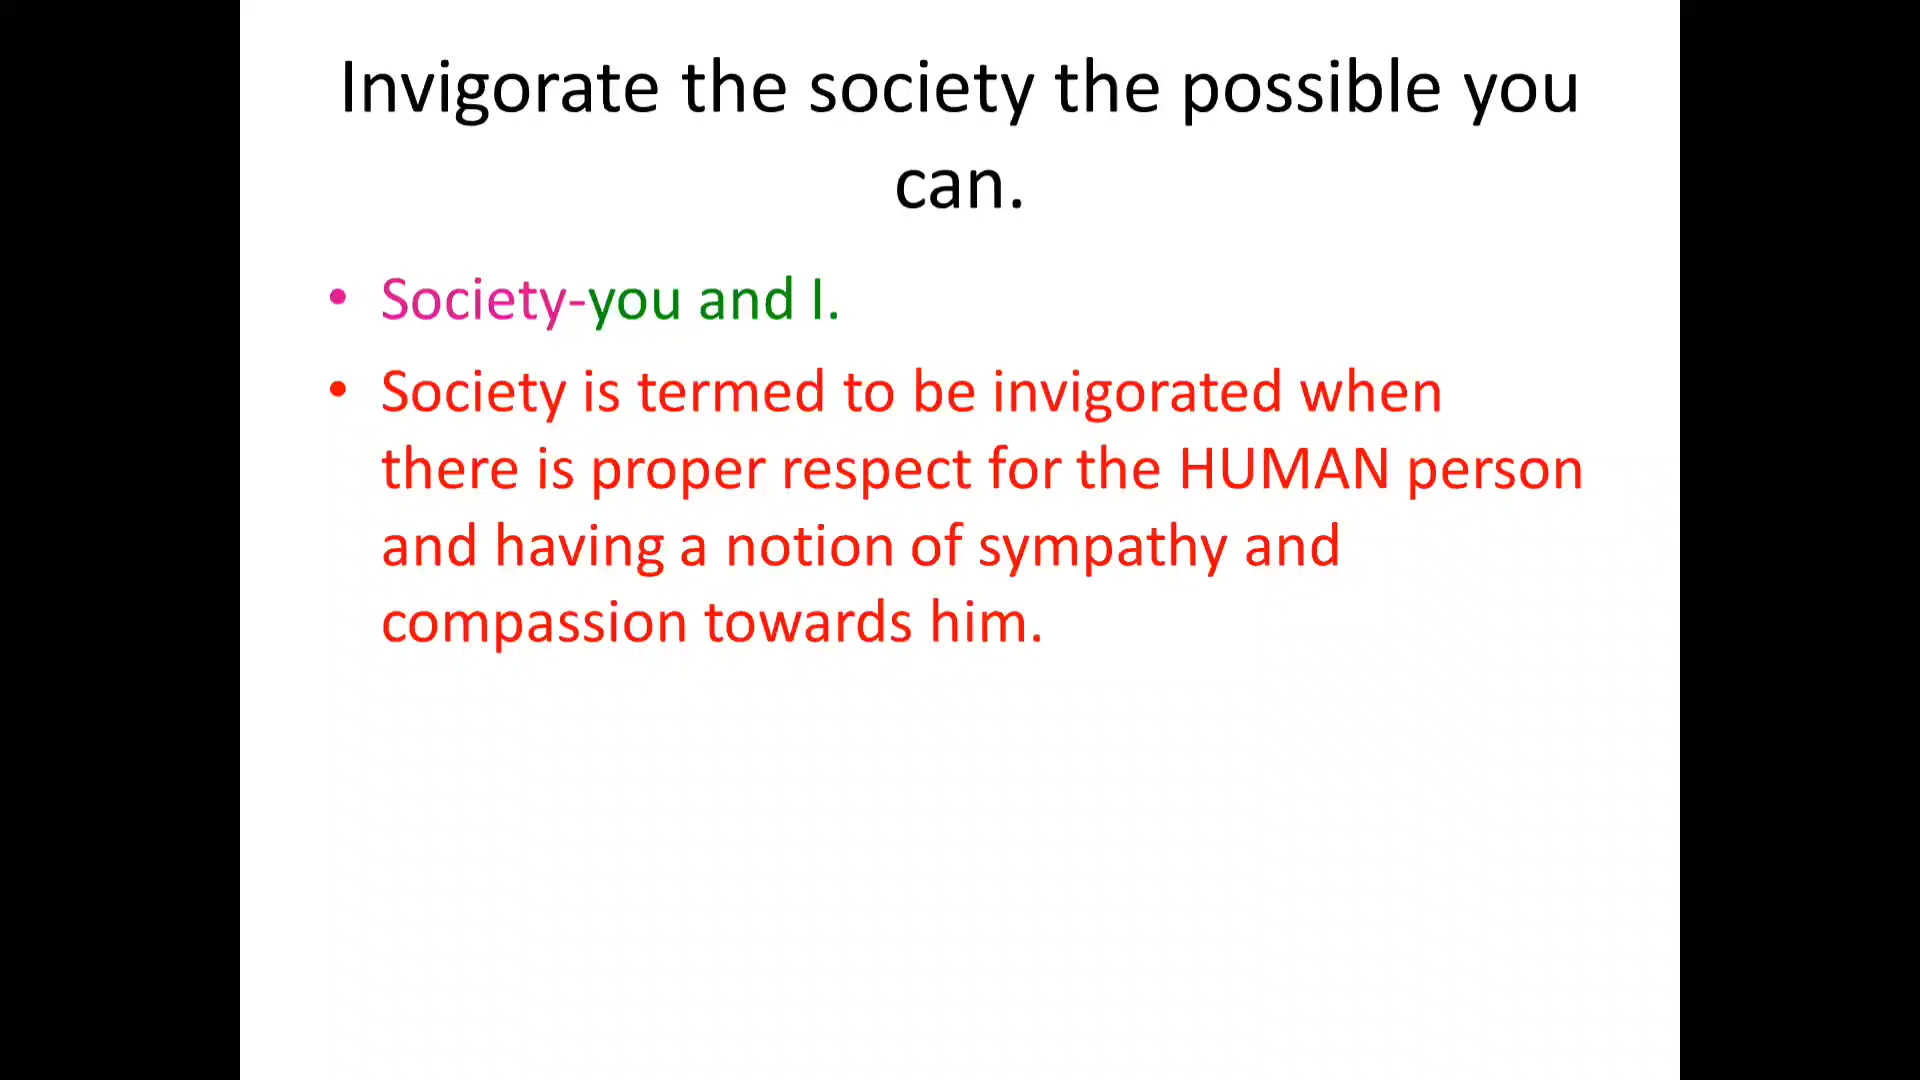 Invigorate the society the possible you
can.
• Society-you and I.
• Society is termed to be invigorated when
there is proper respect for the HUMAN person
and having a notion of sympathy and
compassion towards him.